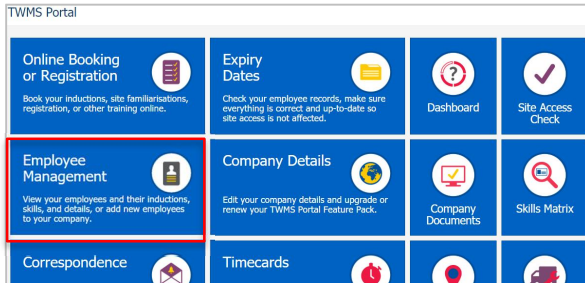 TWMS Portal
Online Booking
or Registration
Book your inductions, site familiarisations,
registration, or other training online.
Expiry
Dates
Check your employee records, make sure
everything is correct and up-to-date so
site access is not affected.
Dashboard
Site Access
Check
Employee
Management
View your employees and their inductions,
skills, and details, or add new employees
to your company.
Company Details
Edit your company details and upgrade or
renew your TWMS Portal Feature Pack.
Company
Documents
Skills Matrix
Correspondence
Timecards